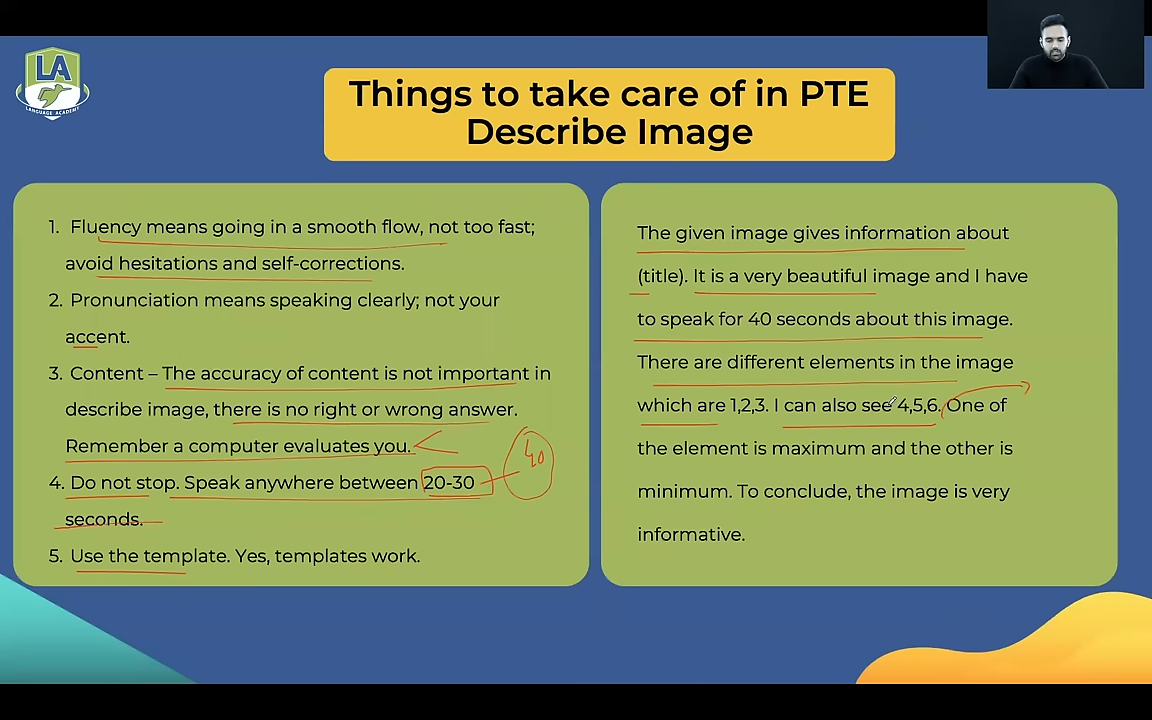 LA
LANGUAGE ACADEMY
Things to take care of in PTE
Describe Image
1. Fluency means going in a smooth flow, not too fast;
avoid hesitations and self-corrections.
2. Pronunciation means speaking clearly; not your
accent.
3. Content – The accuracy of content is not important in
describe image, there is no right or wrong answer.
Remember a computer evaluates you.
4. Do not stop. Speak anywhere between 20-30
seconds.
5. Use the template. Yes, templates work.
40
The given image gives information about
(title). It is a very beautiful image and I have
to speak for 40 seconds about this image.
There are different elements in the image
which are 1,2,3. I can also see 4,5,6. One of
the element is maximum and the other is
minimum. To conclude, the image is very
informative.